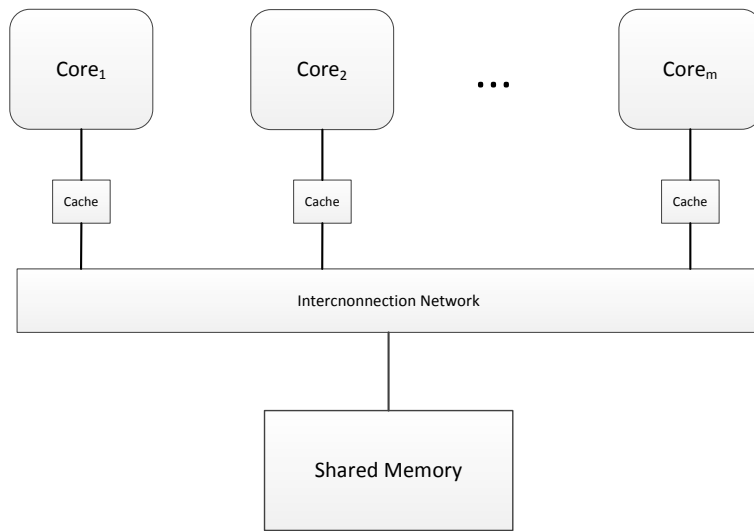 Core₁ Core₂ ... Coreₘ
Cache Cache Cache
Intercnonnection Network
Shared Memory